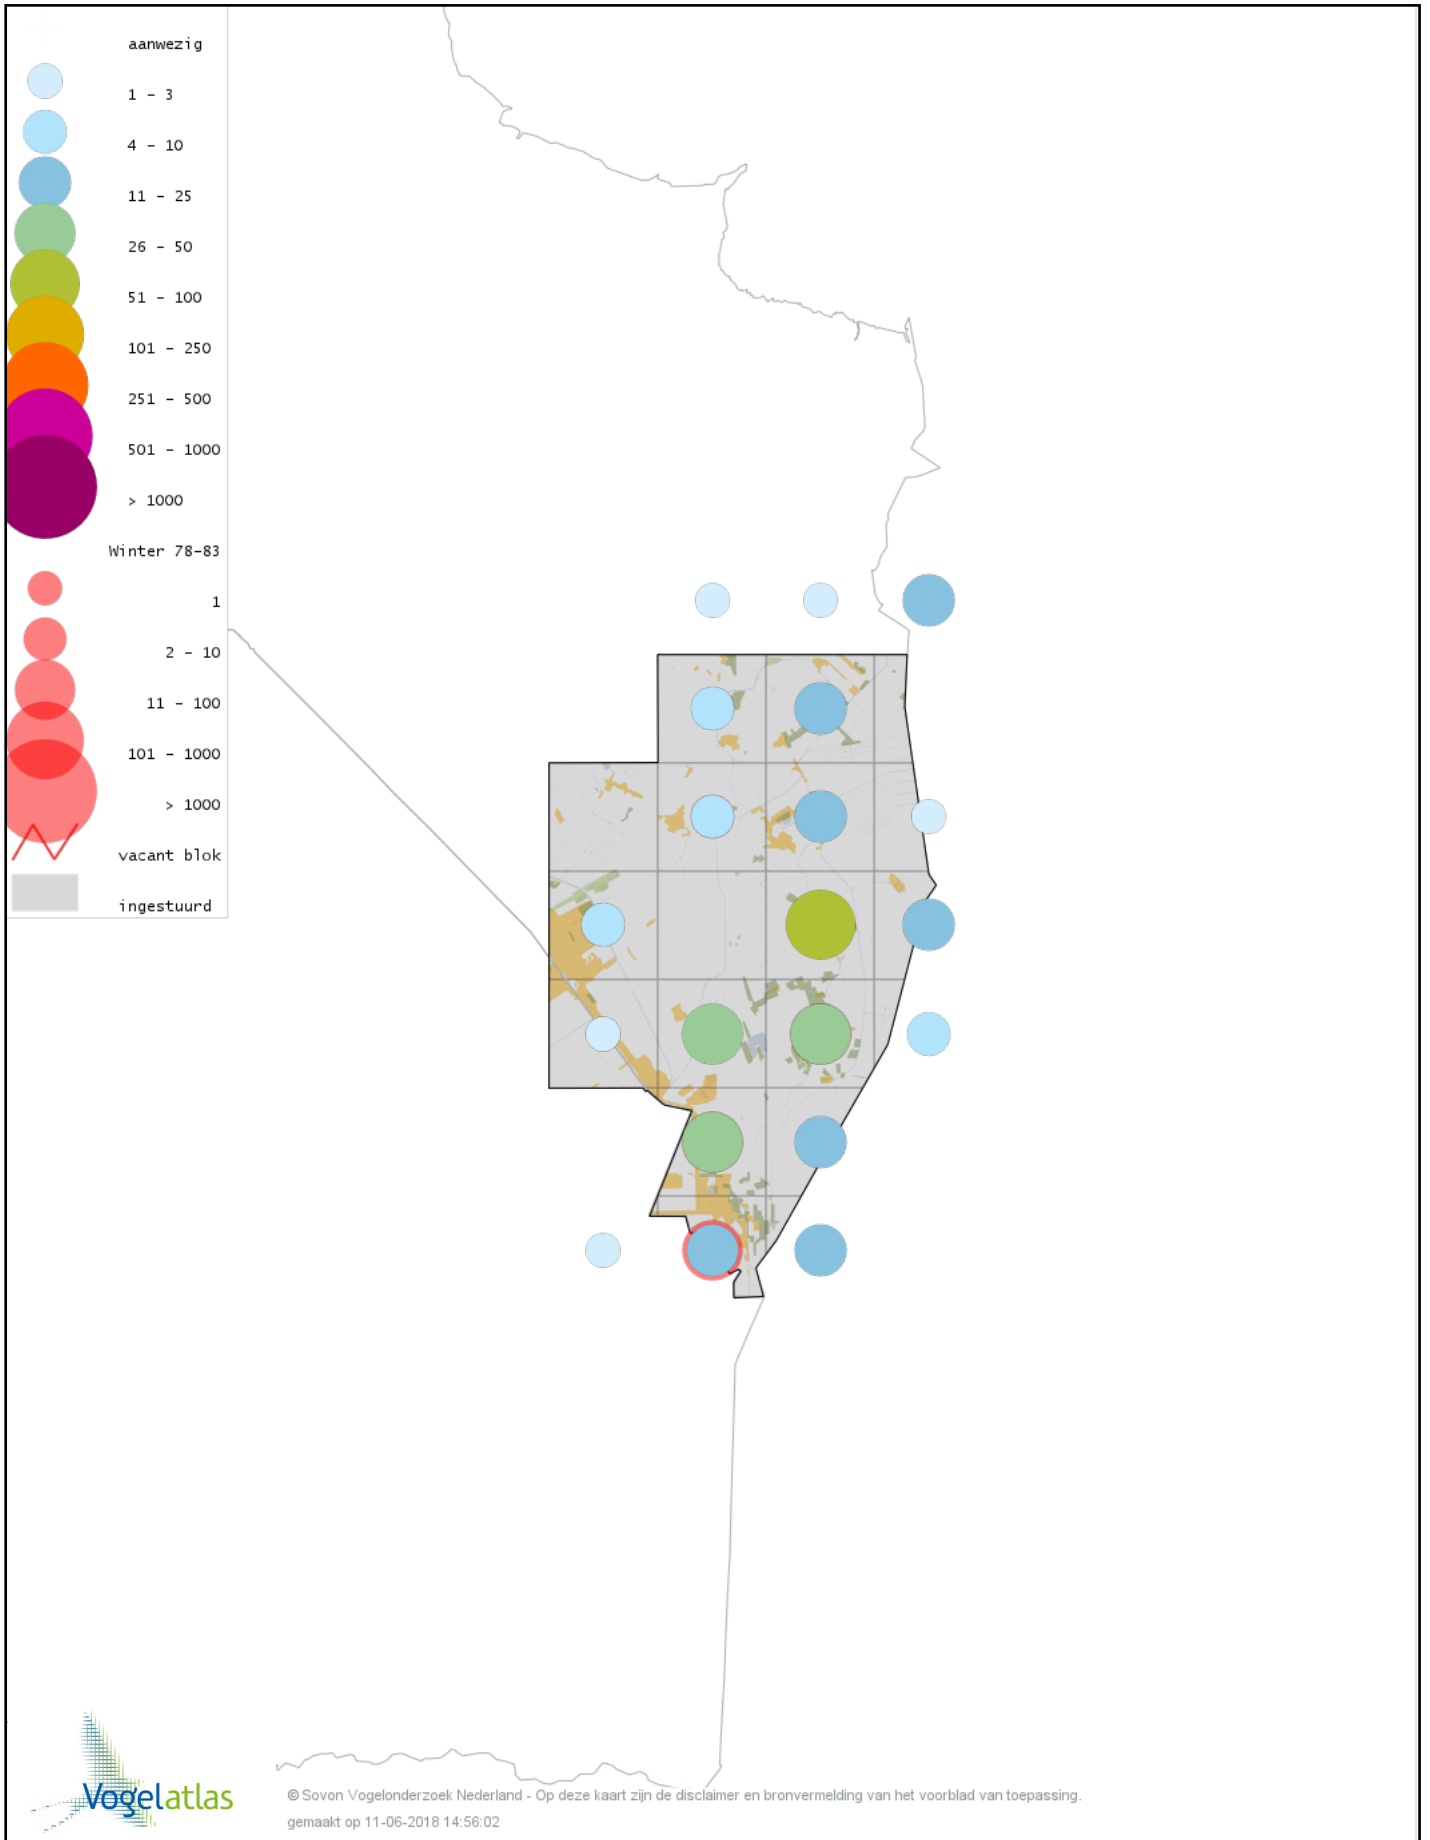 aanwezig
1 - 3
4 - 10
11 - 25
26 - 50
51 - 100
101 - 250
251 - 500
501 - 1000
> 1000
Winter 78-83
1
2 - 10
11 - 100
101 - 1000
> 1000
vacant blok
ingestuurd
Vogelatlas
© Sovon Vogelonderzoek Nederland - Op deze kaart zijn de disclaimer en bronvermelding van het voorblad van toepassing.
gemaakt op 11-06-2018 14:56:02